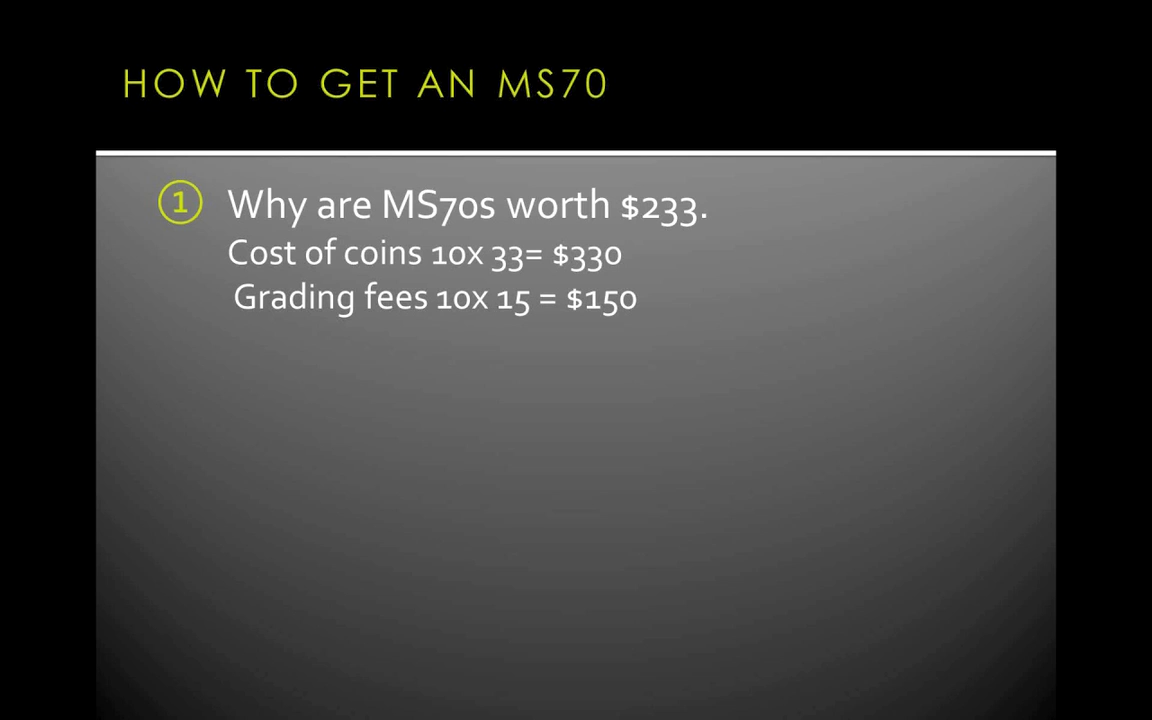 HOW TO GET AN MS70
1 Why are MS70s worth $233.
Cost of coins 10x 33= $330
Grading fees 10x 15 = $150